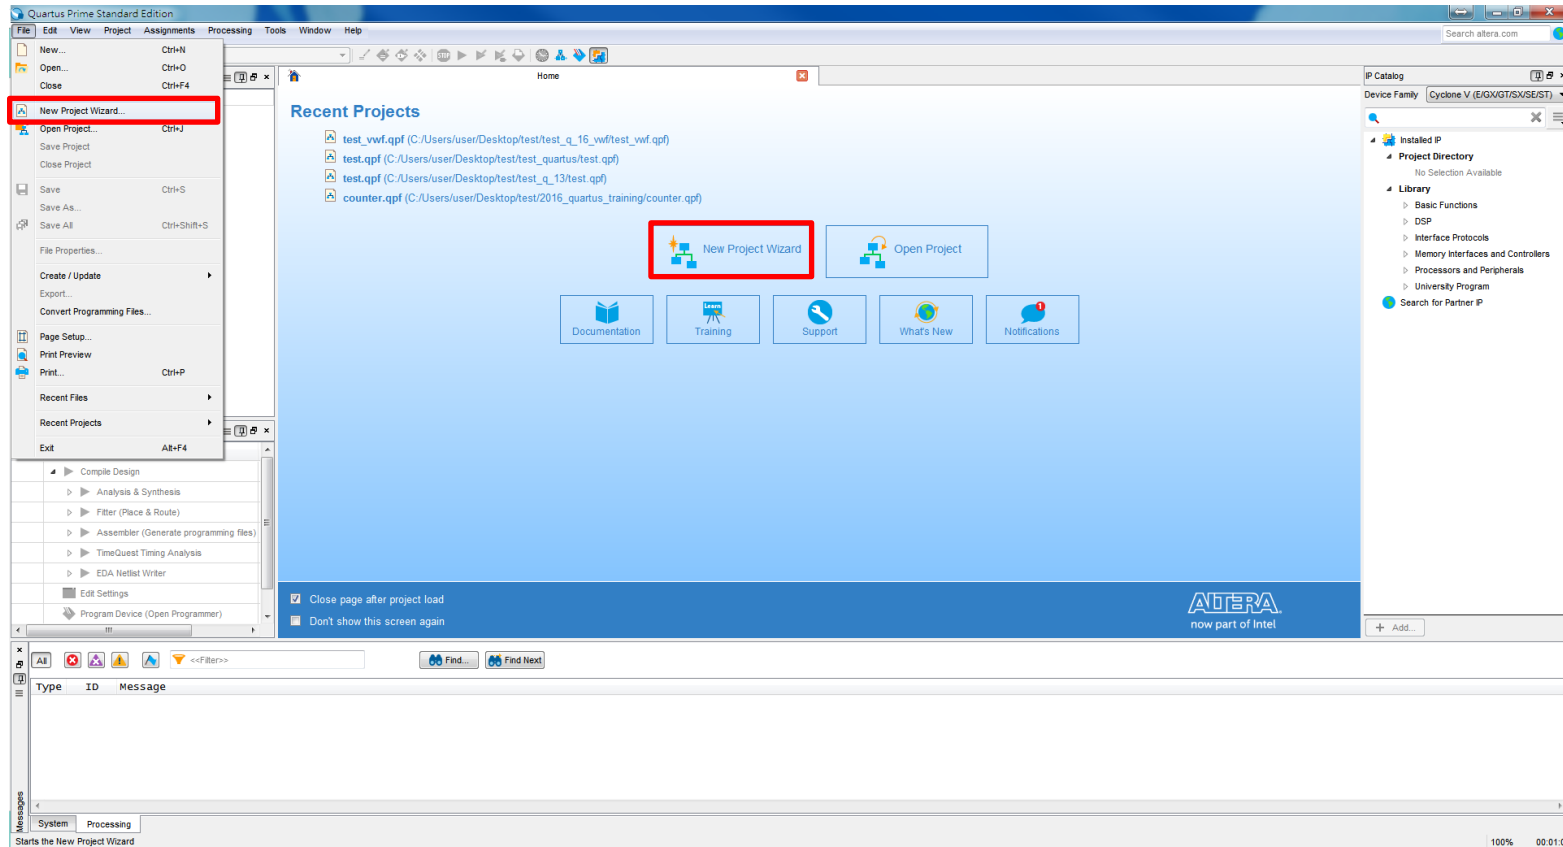 Quartus Prime Standard Edition
File Edit View Project Assignments Processing Tools Window Help
Search altera.com
New... Ctrl+N
Open... Ctrl+O
Close Ctrl+F4
New Project Wizard...
Open Project... Ctrl+J
Save Project
Close Project
Save Ctrl+S
Save As...
Save All Ctrl+Shift+S
File Properties...
Create / Update
Export...
Convert Programming Files...
Page Setup...
Print Preview
Print... Ctrl+P
Recent Files
Recent Projects
Exit Alt+F4
Compile Design
Analysis & Synthesis
Fitter (Place & Route)
Assembler (Generate programming files)
TimeQuest Timing Analysis
EDA Netlist Writer
Edit Settings
Program Device (Open Programmer)
Home
Recent Projects
test_vwf.qpf (C:/Users/user/Desktop/test/test_q_16_vwf/test_vwf.qpf)
test.qpf (C:/Users/user/Desktop/test/test_quartus/test.qpf)
test.qpf (C:/Users/user/Desktop/test/test_q_13/test.qpf)
counter.qpf (C:/Users/user/Desktop/test/2016_quartus_training/counter.qpf)
New Project Wizard
Open Project
Documentation
Learn
Training
Support
What's New
1
Notifications
Close page after project load
Don't show this screen again
ALTERA
now part of Intel
IP Catalog
Device Family Cyclone V (E/GX/GT/SX/SE/ST)
Installed IP
Project Directory
No Selection Available
Library
Basic Functions
DSP
Interface Protocols
Memory Interfaces and Controllers
Processors and Peripherals
University Program
Search for Partner IP
+ Add...
All <<Filter>> Find... Find Next
Type ID Message
Messages
System Processing
Starts the New Project Wizard
100% 00:01:0